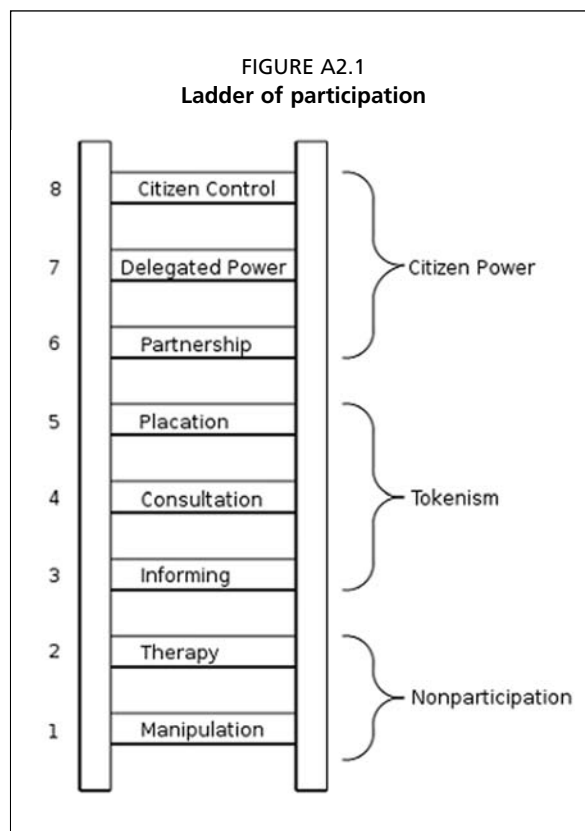 FIGURE A2.1
Ladder of participation
8 Citizen Control
7 Delegated Power Citizen Power
6 Partnership
5 Placation
4 Consultation Tokenism
3 Informing
2 Therapy
Nonparticipation
1 Manipulation